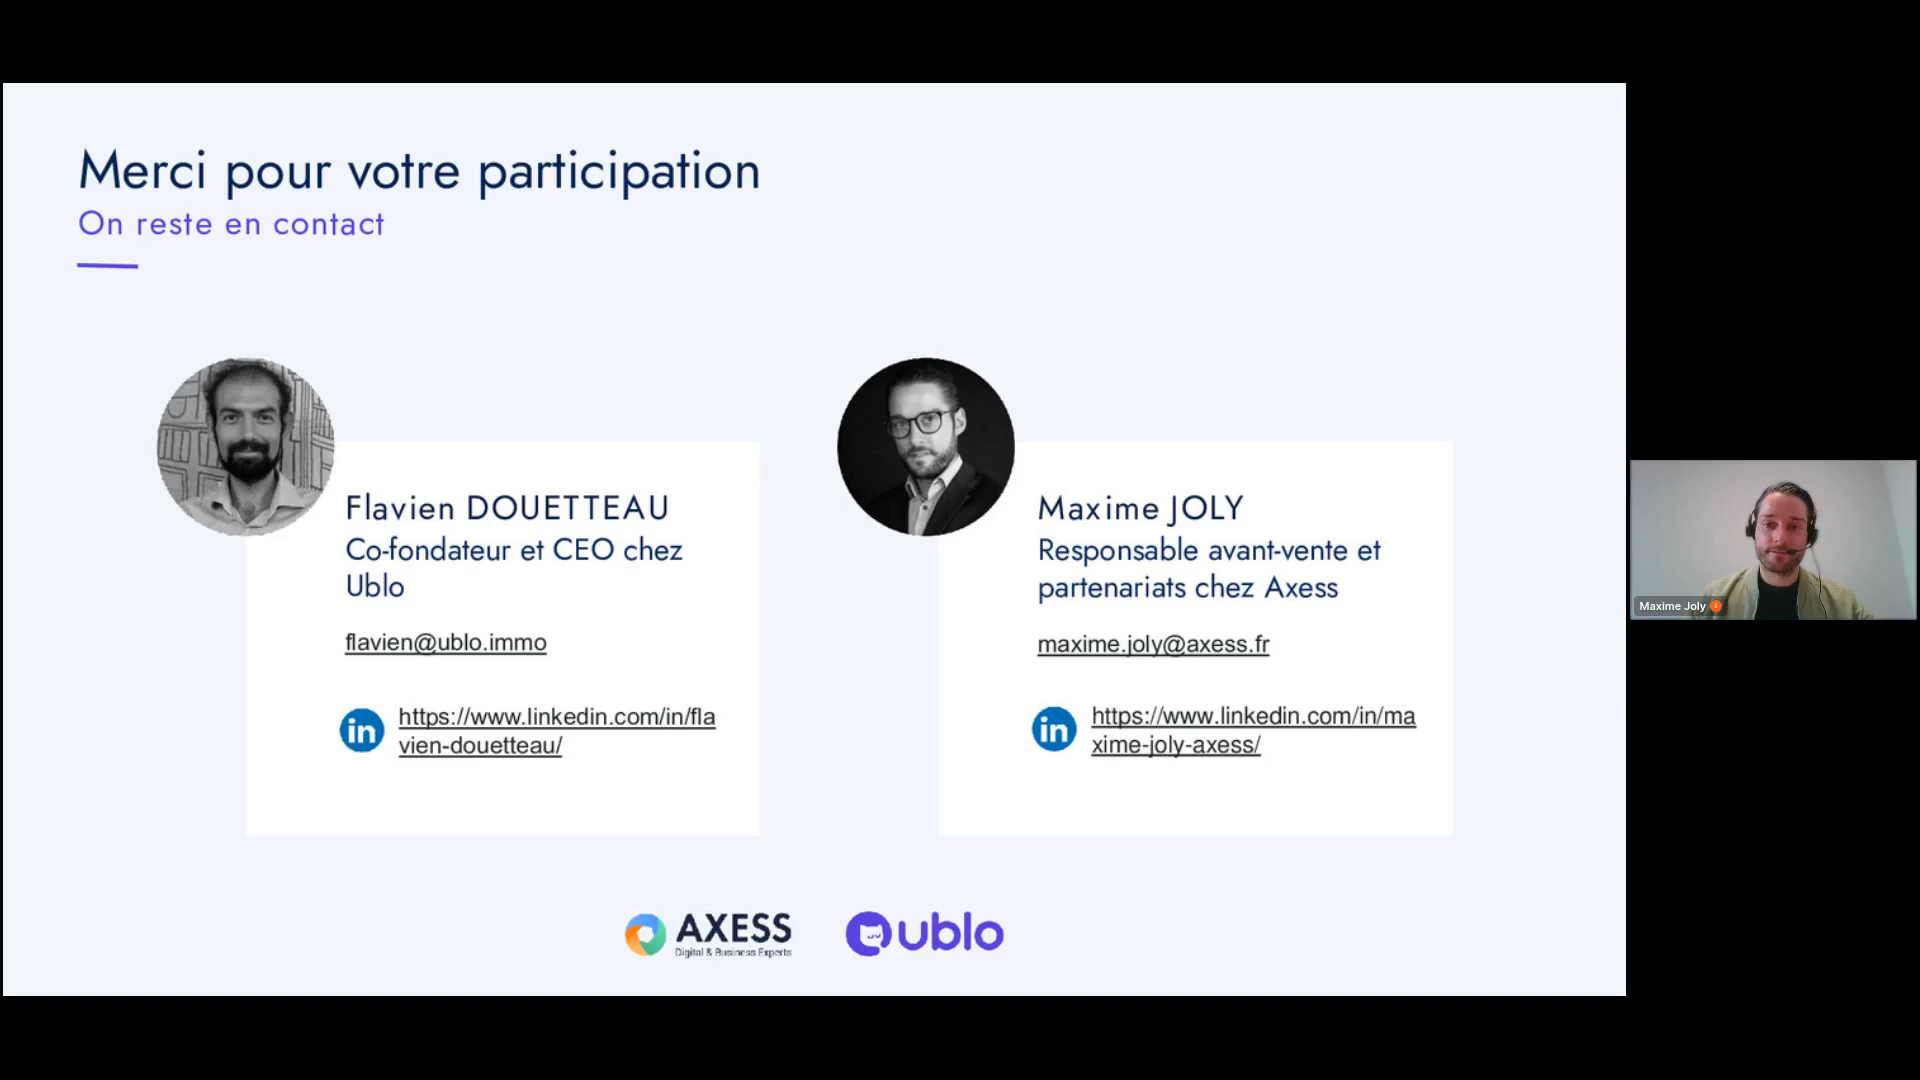 Merci pour votre participation
On reste en contact
Flavien DOUETTEAU
Co-fondateur et CEO chez
Ublo
flavien@ublo.immo
in
https://www.linkedin.com/in/fla
vien-douetteau/
Maxime JOLY
Responsable avant-vente et
partenariats chez Axess
maxime.joly@axess.fr
in
https://www.linkedin.com/in/ma
xime-joly-axess/
Maxime Joly
AXESS
Digital & Business Experts
ublo